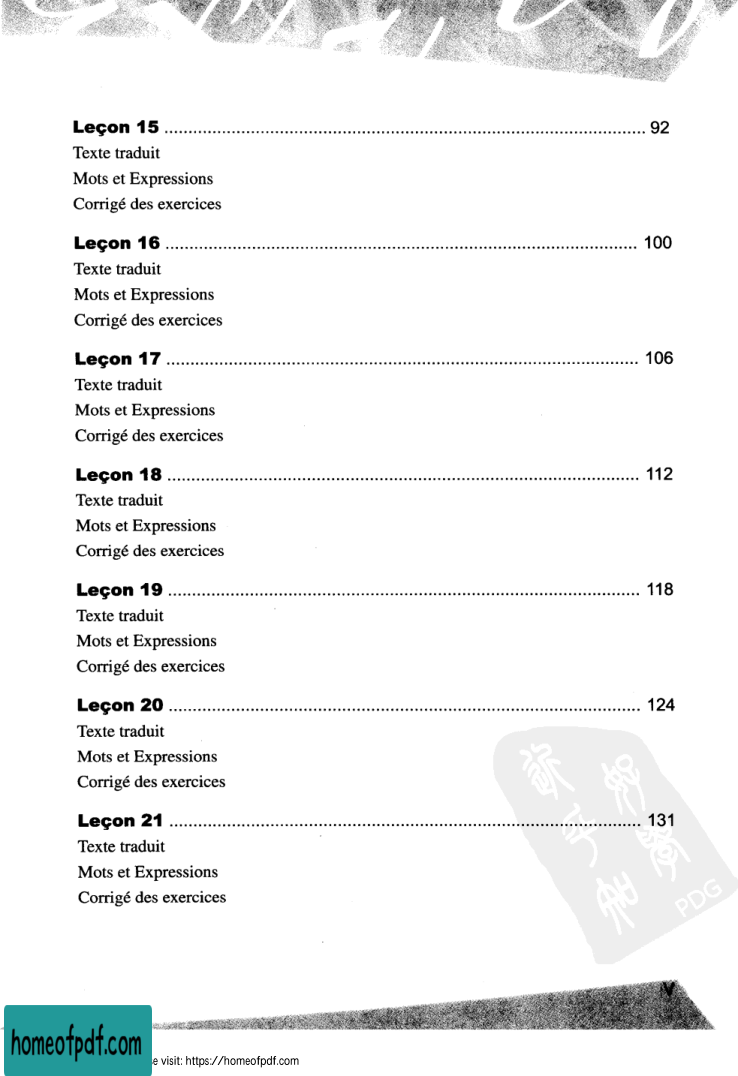 Leçon 15 ........ 92
Texte traduit
Mots et Expressions
Corrigé des exercices
Leçon 16 ........ 100
Texte traduit
Mots et Expressions
Corrigé des exercices
Leçon 17 ........ 106
Texte traduit
Mots et Expressions
Corrigé des exercices
Leçon 18 ........ 112
Texte traduit
Mots et Expressions
Corrigé des exercices
Leçon 19 ........ 118
Texte traduit
Mots et Expressions
Corrigé des exercices
Leçon 20 ........ 124
Texte traduit
Mots et Expressions
Corrigé des exercices
Leçon 21 ........ 131
Texte traduit
Mots et Expressions
Corrigé des exercices
PDG
V
homeofpdf.com
e visit: https://homeofpdf.com